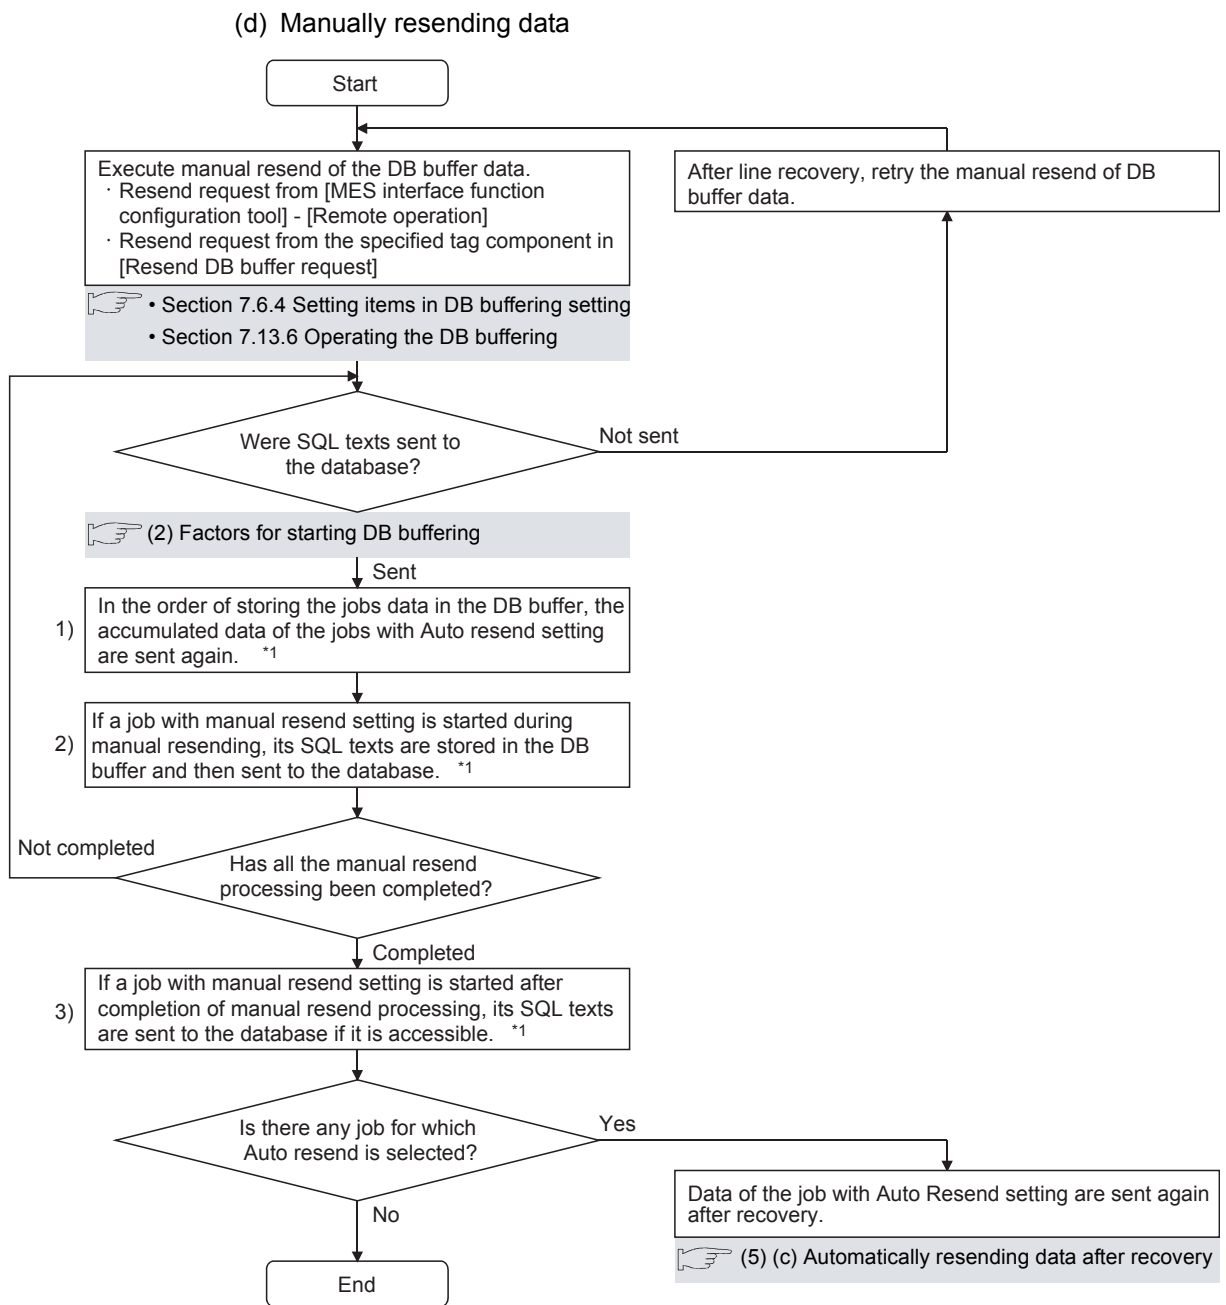 (d) Manually resending data
Start
Execute manual resend of the DB buffer data.
· Resend request from [MES interface function
configuration tool] - [Remote operation]
· Resend request from the specified tag component in
[Resend DB buffer request]
After line recovery, retry the manual resend of DB
buffer data.
• Section 7.6.4 Setting items in DB buffering setting
• Section 7.13.6 Operating the DB buffering
Were SQL texts sent to
the database?
Not sent
(2) Factors for starting DB buffering
Sent
1)
In the order of storing the jobs data in the DB buffer, the
accumulated data of the jobs with Auto resend setting
are sent again. *1
2)
If a job with manual resend setting is started during
manual resending, its SQL texts are stored in the DB
buffer and then sent to the database. *1
Not completed
Has all the manual resend
processing been completed?
Completed
3)
If a job with manual resend setting is started after
completion of manual resend processing, its SQL texts
are sent to the database if it is accessible. *1
Is there any job for which
Auto resend is selected?
Yes
Data of the job with Auto Resend setting are sent again
after recovery.
(5) (c) Automatically resending data after recovery
No
End